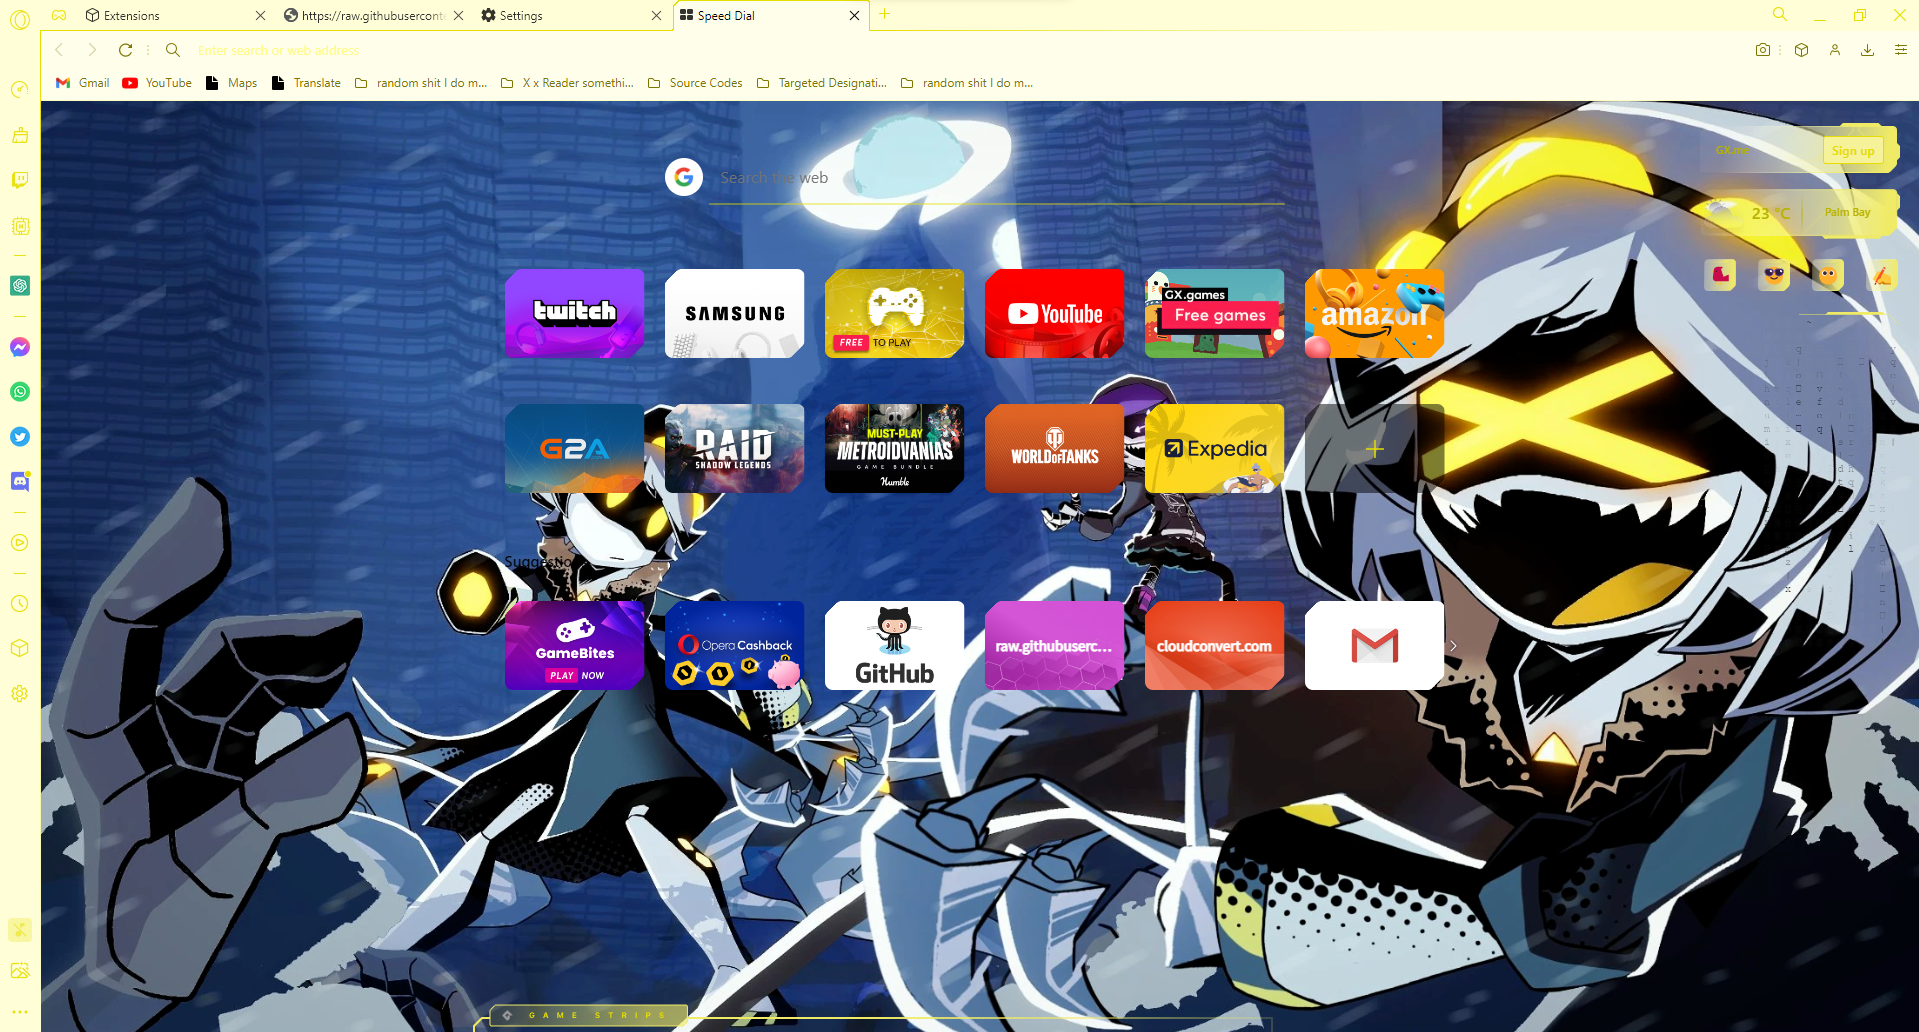 Extensions
https://raw.githubuserconte
Settings
Speed Dial
Enter search or web address
Gmail
YouTube
Maps
Translate
random shit I do m...
X x Reader somethi...
Source Codes
Targeted Designati...
random shit I do m...
GX.me
Sign up
Search the web
23 °C
Palm Bay
twitch
SAMSUNG
FREE TO PLAY
YouTube
GX.games
Free games
amazon
G2A
RAID
SHADOW LEGENDS
MUST-PLAY
METROIDVANIAS
GAME BUNDLE
Humble
WORLD OF TANKS
Expedia
Suggestions
GameBites
PLAY NOW
Opera Cashback
GitHub
raw.githubuserc...
cloudconvert.com
GAME STRIPS